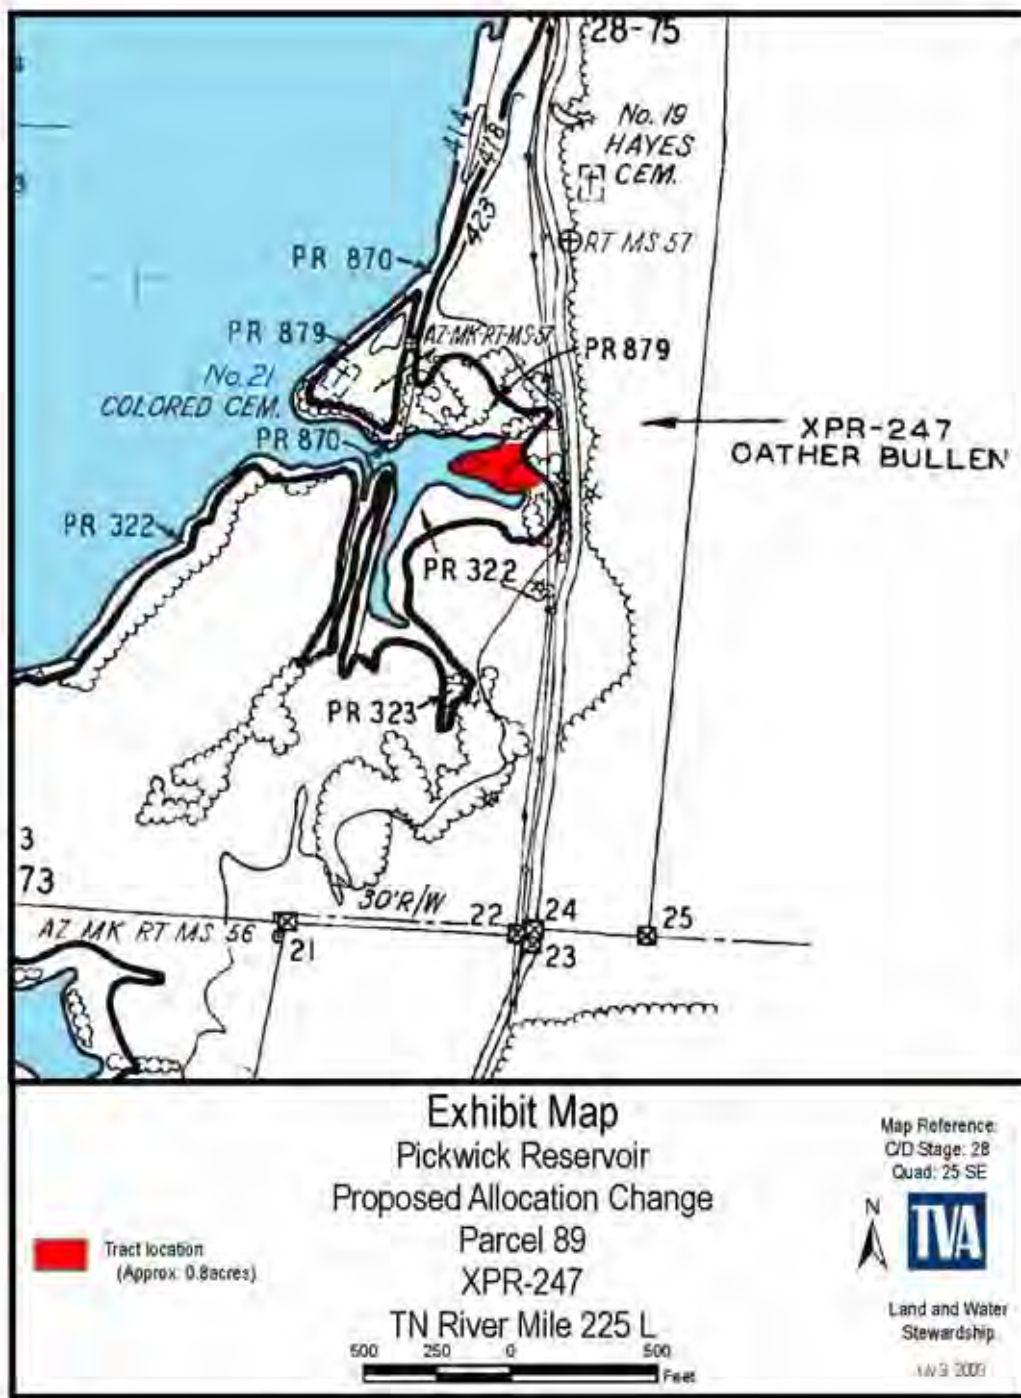 28-75
No. 19
HAYES
CEM.
414
478
423
RT MS 57
PR 870
PR 879
AZ-MK-RT-MS-57
PR 879
No. 21
COLORED CEM.
PR 870
XPR-247
OATHER BULLEN
PR 322
PR 322
PR 323
3
73
30' R/W
AZ MK RT MS 56
21
22
24
23
25
Exhibit Map
Pickwick Reservoir
Proposed Allocation Change
Parcel 89
XPR-247
TN River Mile 225 L
500 250 0 500
Feet
Tract location
(Approx. 0.8acres)
Map Reference:
C/D Stage: 28
Quad: 25 SE
N
TVA
Land and Water
Stewardship